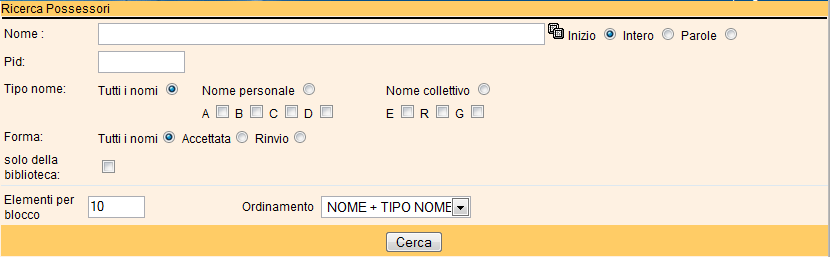 Ricerca Possessori
Nome : Inizio Intero Parole
Pid:
Tipo nome: Tutti i nomi Nome personale Nome collettivo
A B C D E R G
Forma: Tutti i nomi Accettata Rinvio
solo della
biblioteca:
Elementi per
blocco 10 Ordinamento NOME + TIPO NOME
Cerca